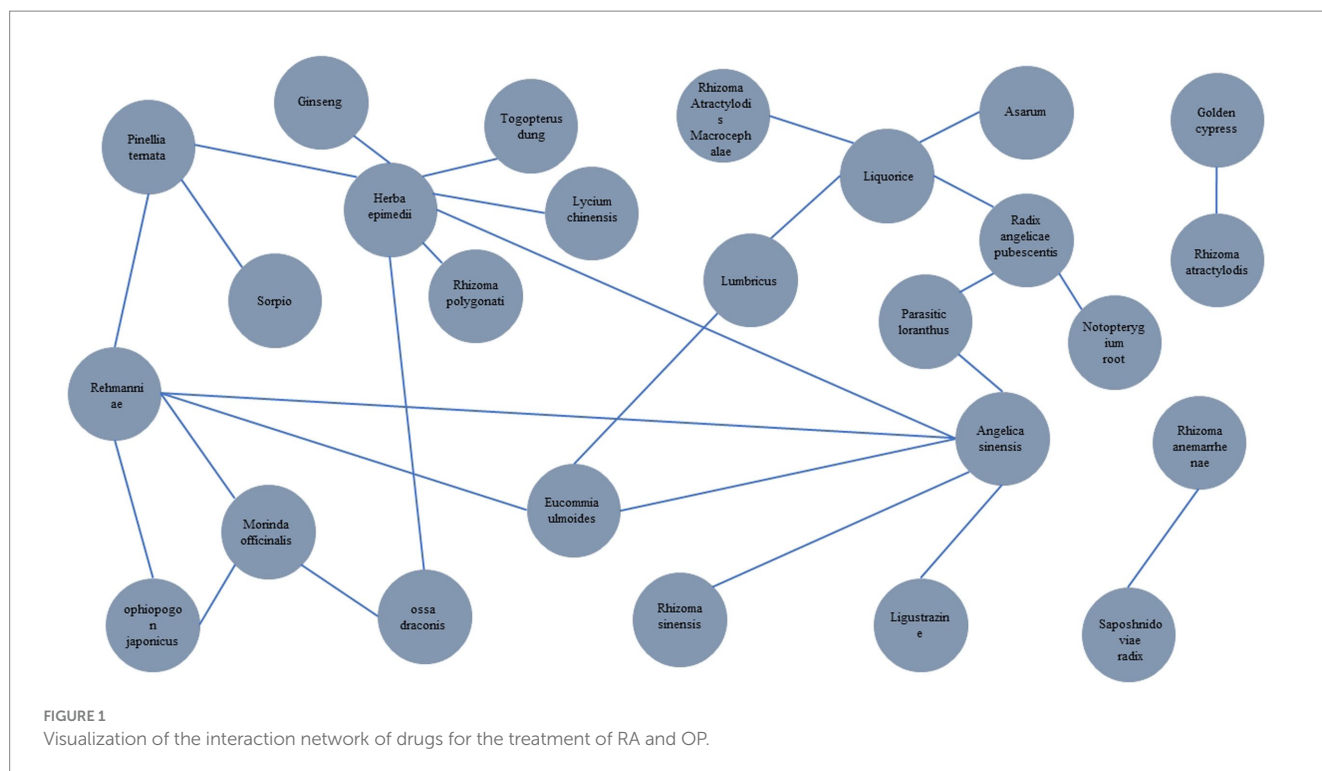 Ginseng
Pinellia
ternata
Togopterus
dung
Herba
epimedii
Lycium
chinensis
Sorpio
Rhizoma
polygonati
Rhizoma
Atractylodi
s
Macroceph
alae
Asarum
Liquorice
Golden
cypress
Radix
angelicae
pubescentis
Lumbricus
Rhizoma
atractylodis
Parasitic
loranthus
Notopteryg
ium
root
Rehmanni
ae
Angelica
sinensis
Rhizoma
anemarrhe
nae
Eucommia
ulmoides
Morinda
officinalis
ophiopogo
n
japonicus
ossa
draconis
Rhizoma
sinensis
Ligustrazin
e
Saposhnido
viae
radix
FIGURE 1
Visualization of the interaction network of drugs for the treatment of RA and OP.